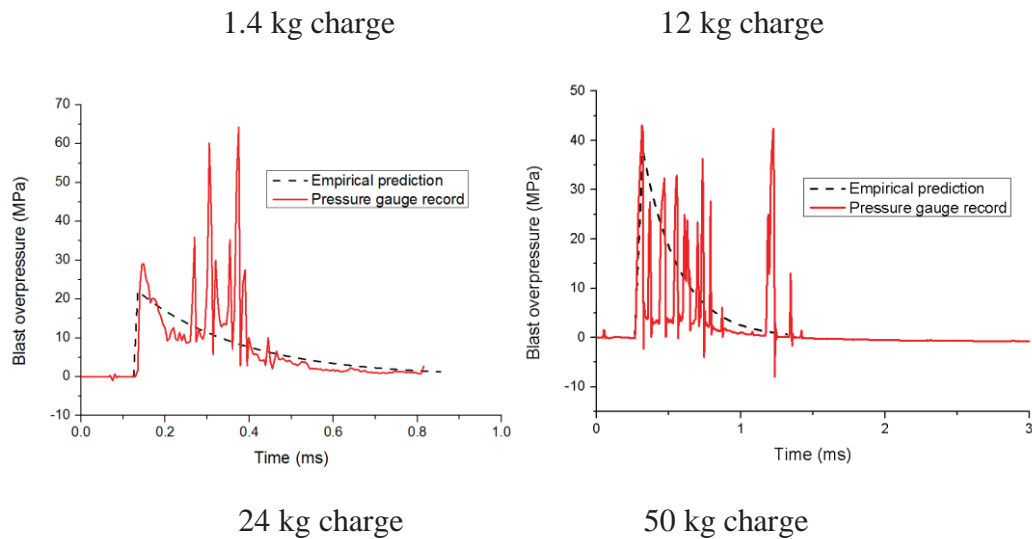 1.4 kg charge
12 kg charge
70
60
50
40
30
20
10
0
-10
Blast overpressure (MPa)
Empirical prediction
Pressure gauge record
0.0 0.2 0.4 0.6 0.8 1.0
Time (ms)
50
40
30
20
10
0
-10
Blast overpressure (MPa)
Empirical prediction
Pressure gauge record
0 1 2 3
Time (ms)
24 kg charge
50 kg charge